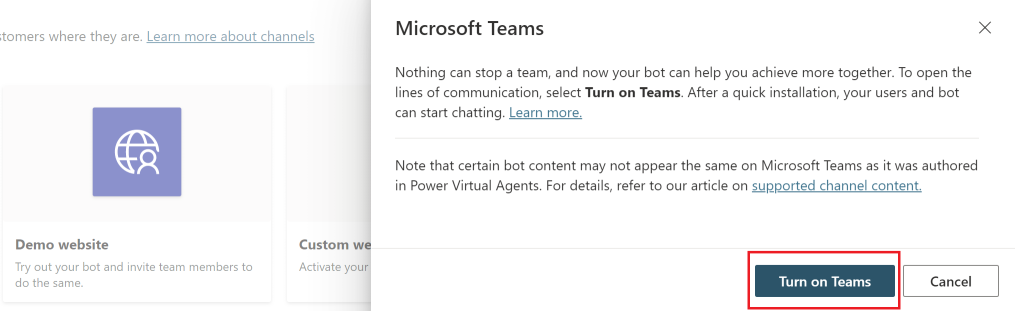 stomers where they are. Learn more about channels
Demo website
Try out your bot and invite team members to
do the same.
Custom we
Activate your
Microsoft Teams
Nothing can stop a team, and now your bot can help you achieve more together. To open the
lines of communication, select Turn on Teams. After a quick installation, your users and bot
can start chatting. Learn more.
Note that certain bot content may not appear the same on Microsoft Teams as it was authored
in Power Virtual Agents. For details, refer to our article on supported channel content.
Turn on Teams
Cancel